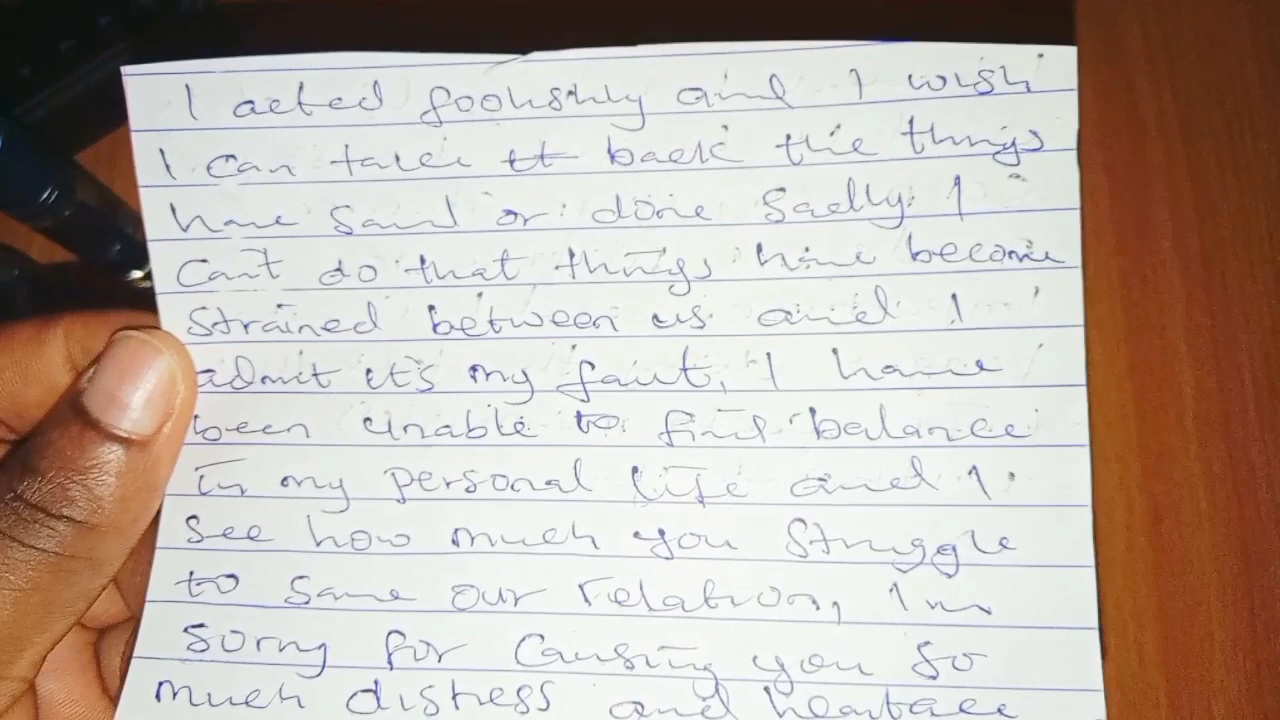 I acted foolishly and I wish
I can take it back the things
have said or done Sadly I
Can't do that things have become
Strained between us and I
admit it's my faut, I have
been unable to find balance
in my personal life and I
see how much you Struggle
to save our relation, I'm
sorry for Causing you so
much distress and